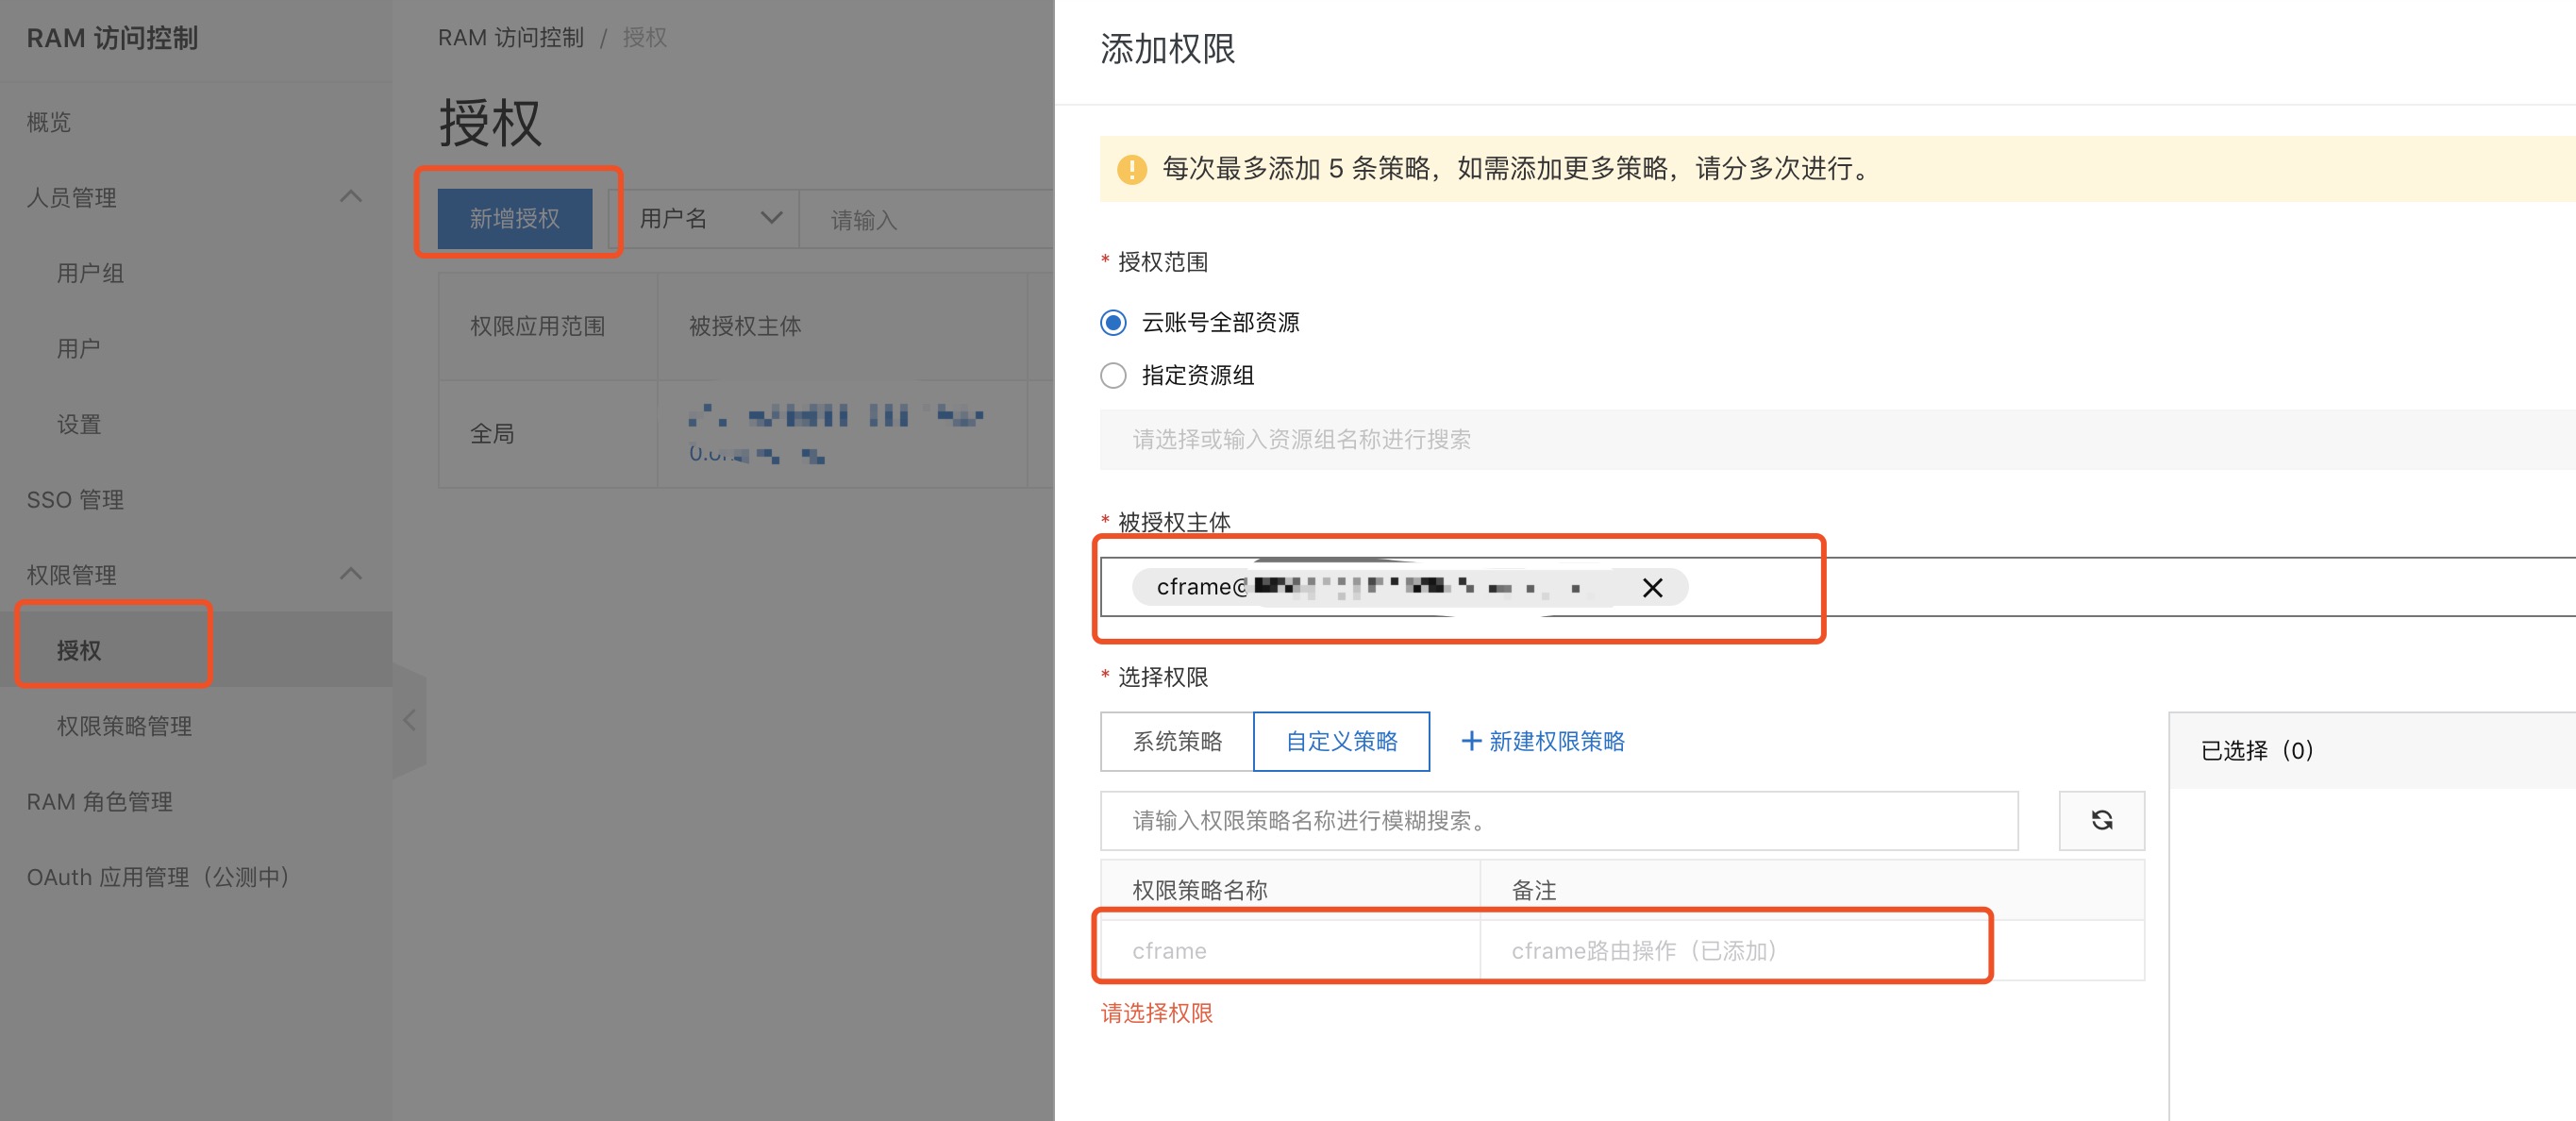 RAM 访问控制
概览
人员管理
用户组
用户
设置
SSO 管理
权限管理
授权
权限策略管理
RAM 角色管理
OAuth 应用管理（公测中）
RAM 访问控制 / 授权
授权
新增授权
用户名
请输入
权限应用范围
被授权主体
全局
添加权限
每次最多添加 5 条策略，如需添加更多策略，请分多次进行。
* 授权范围
云账号全部资源
指定资源组
请选择或输入资源组名称进行搜索
* 被授权主体
cframe@
* 选择权限
系统策略
自定义策略
+ 新建权限策略
请输入权限策略名称进行模糊搜索。
权限策略名称
备注
cframe
cframe路由操作（已添加）
请选择权限
已选择（0）